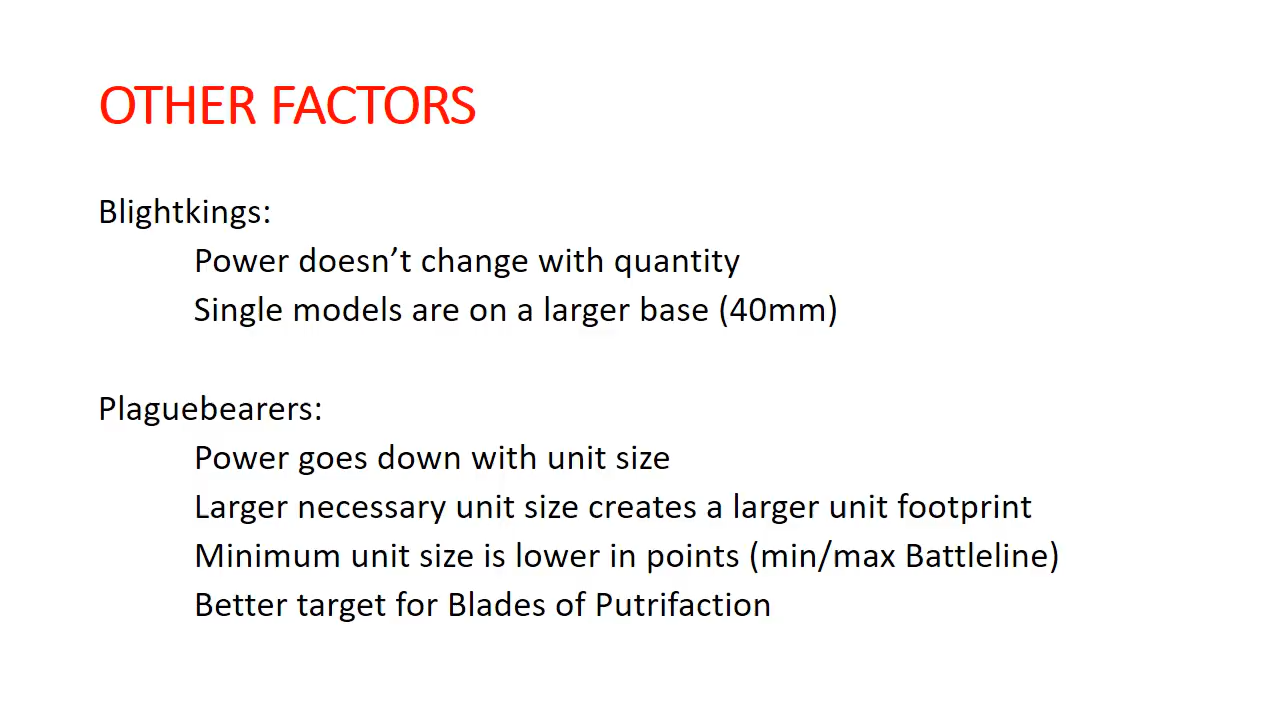 OTHER FACTORS
Blightkings:
Power doesn’t change with quantity
Single models are on a larger base (40mm)
Plaguebearers:
Power goes down with unit size
Larger necessary unit size creates a larger unit footprint
Minimum unit size is lower in points (min/max Battleline)
Better target for Blades of Putrifaction